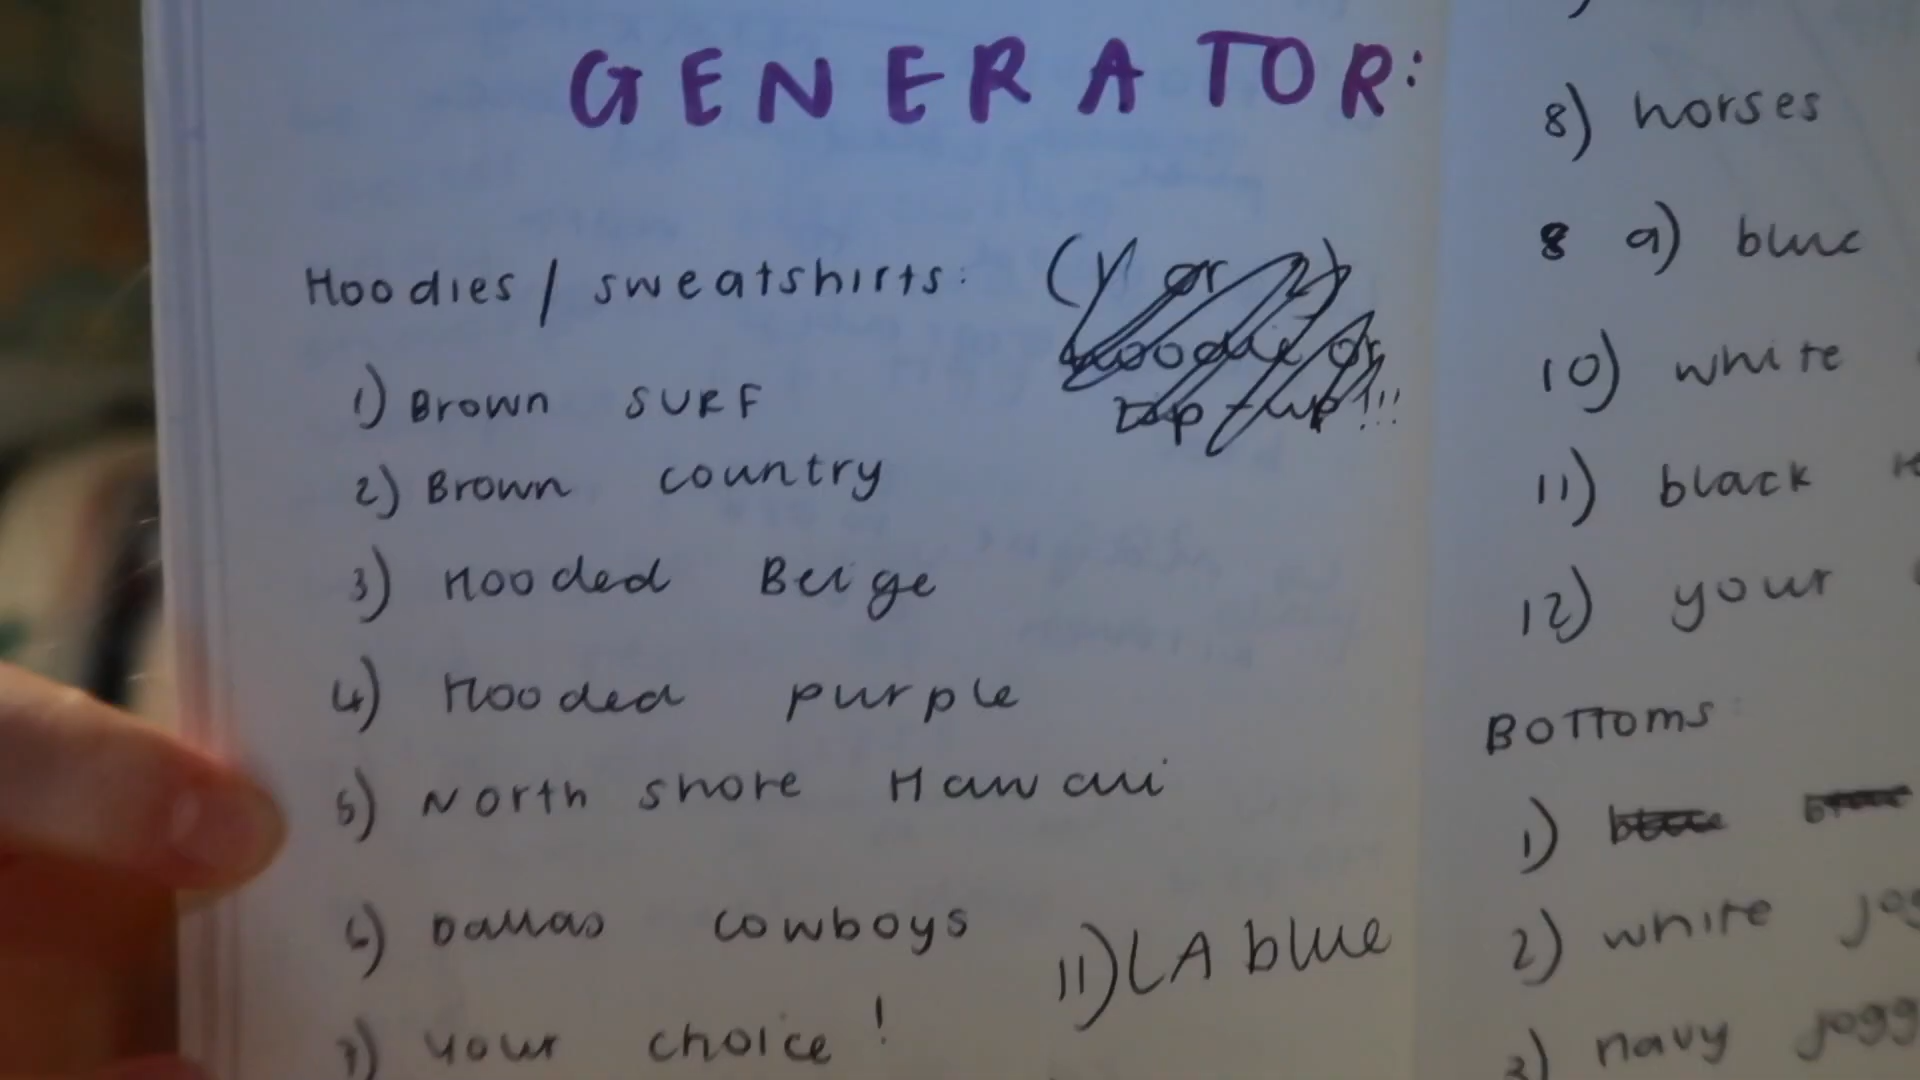 GENERATOR:
Hoodies / sweatshirts:
1) Brown SURF
2) Brown country
3) Hooded Beige
4) Hooded purple
5) North shore Hawaii
6) Dallas cowboys
7) Your choice !
11) LA blue
8) horses
8 a) blue
10) white
11) black
12) your
BOTTOMS:
1)
2) white jog
3) navy jogg